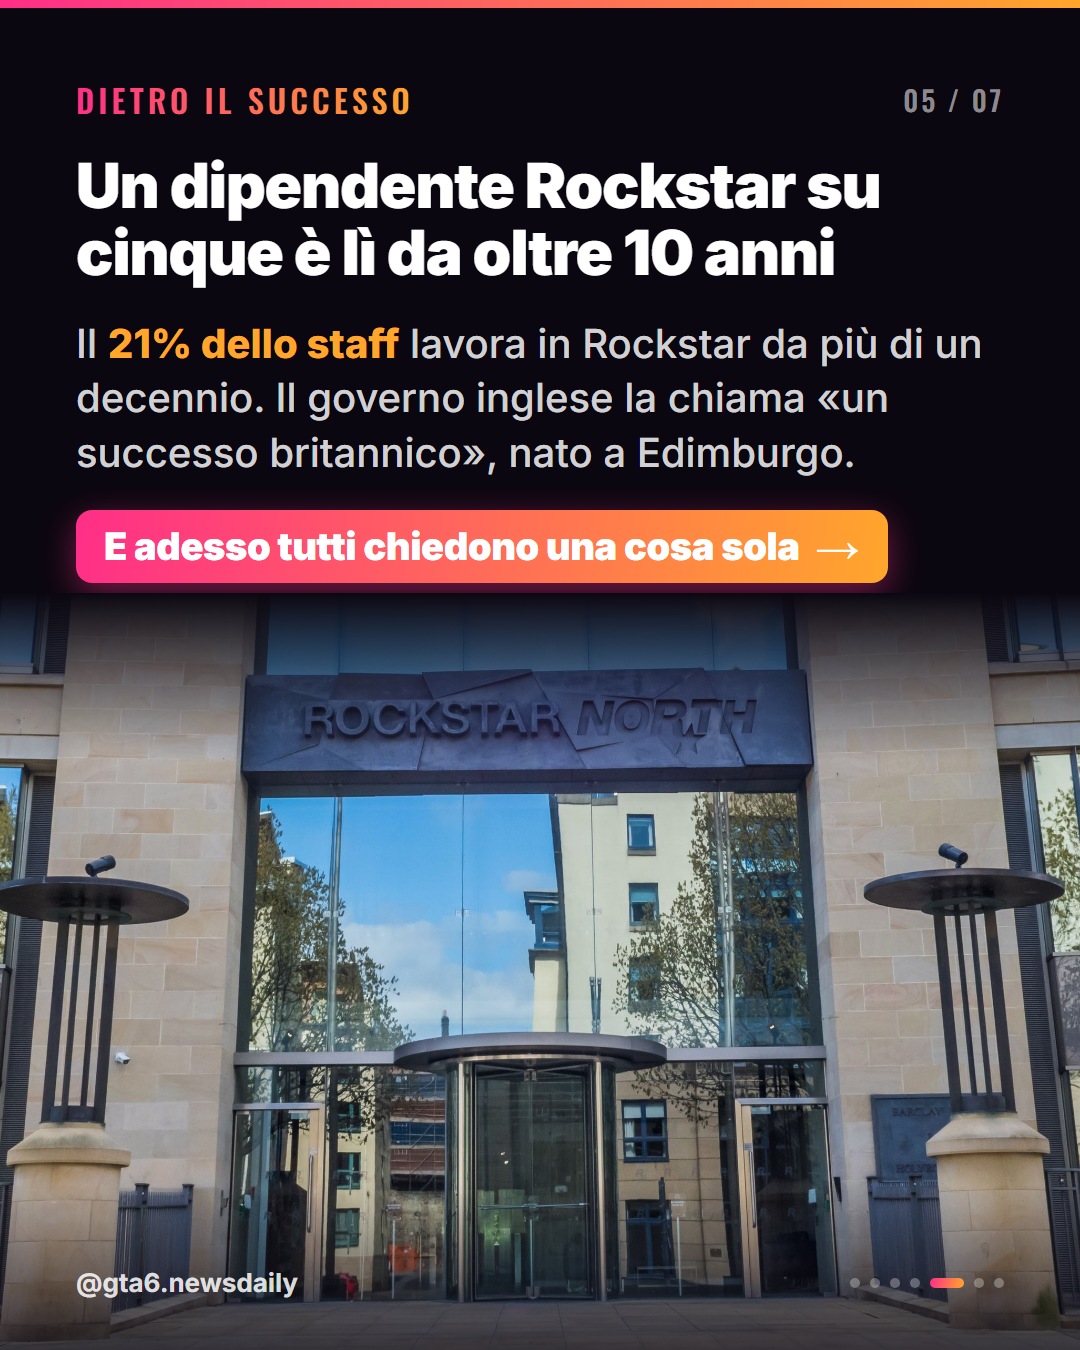 DIETRO IL SUCCESSO
05 / 07
Un dipendente Rockstar su
cinque è lì da oltre 10 anni
Il 21% dello staff lavora in Rockstar da più di un
decennio. Il governo inglese la chiama «un
successo britannico», nato a Edimburgo.
E adesso tutti chiedono una cosa sola →
ROCKSTAR NORTH
BARCLAY
@gta6.newsdaily